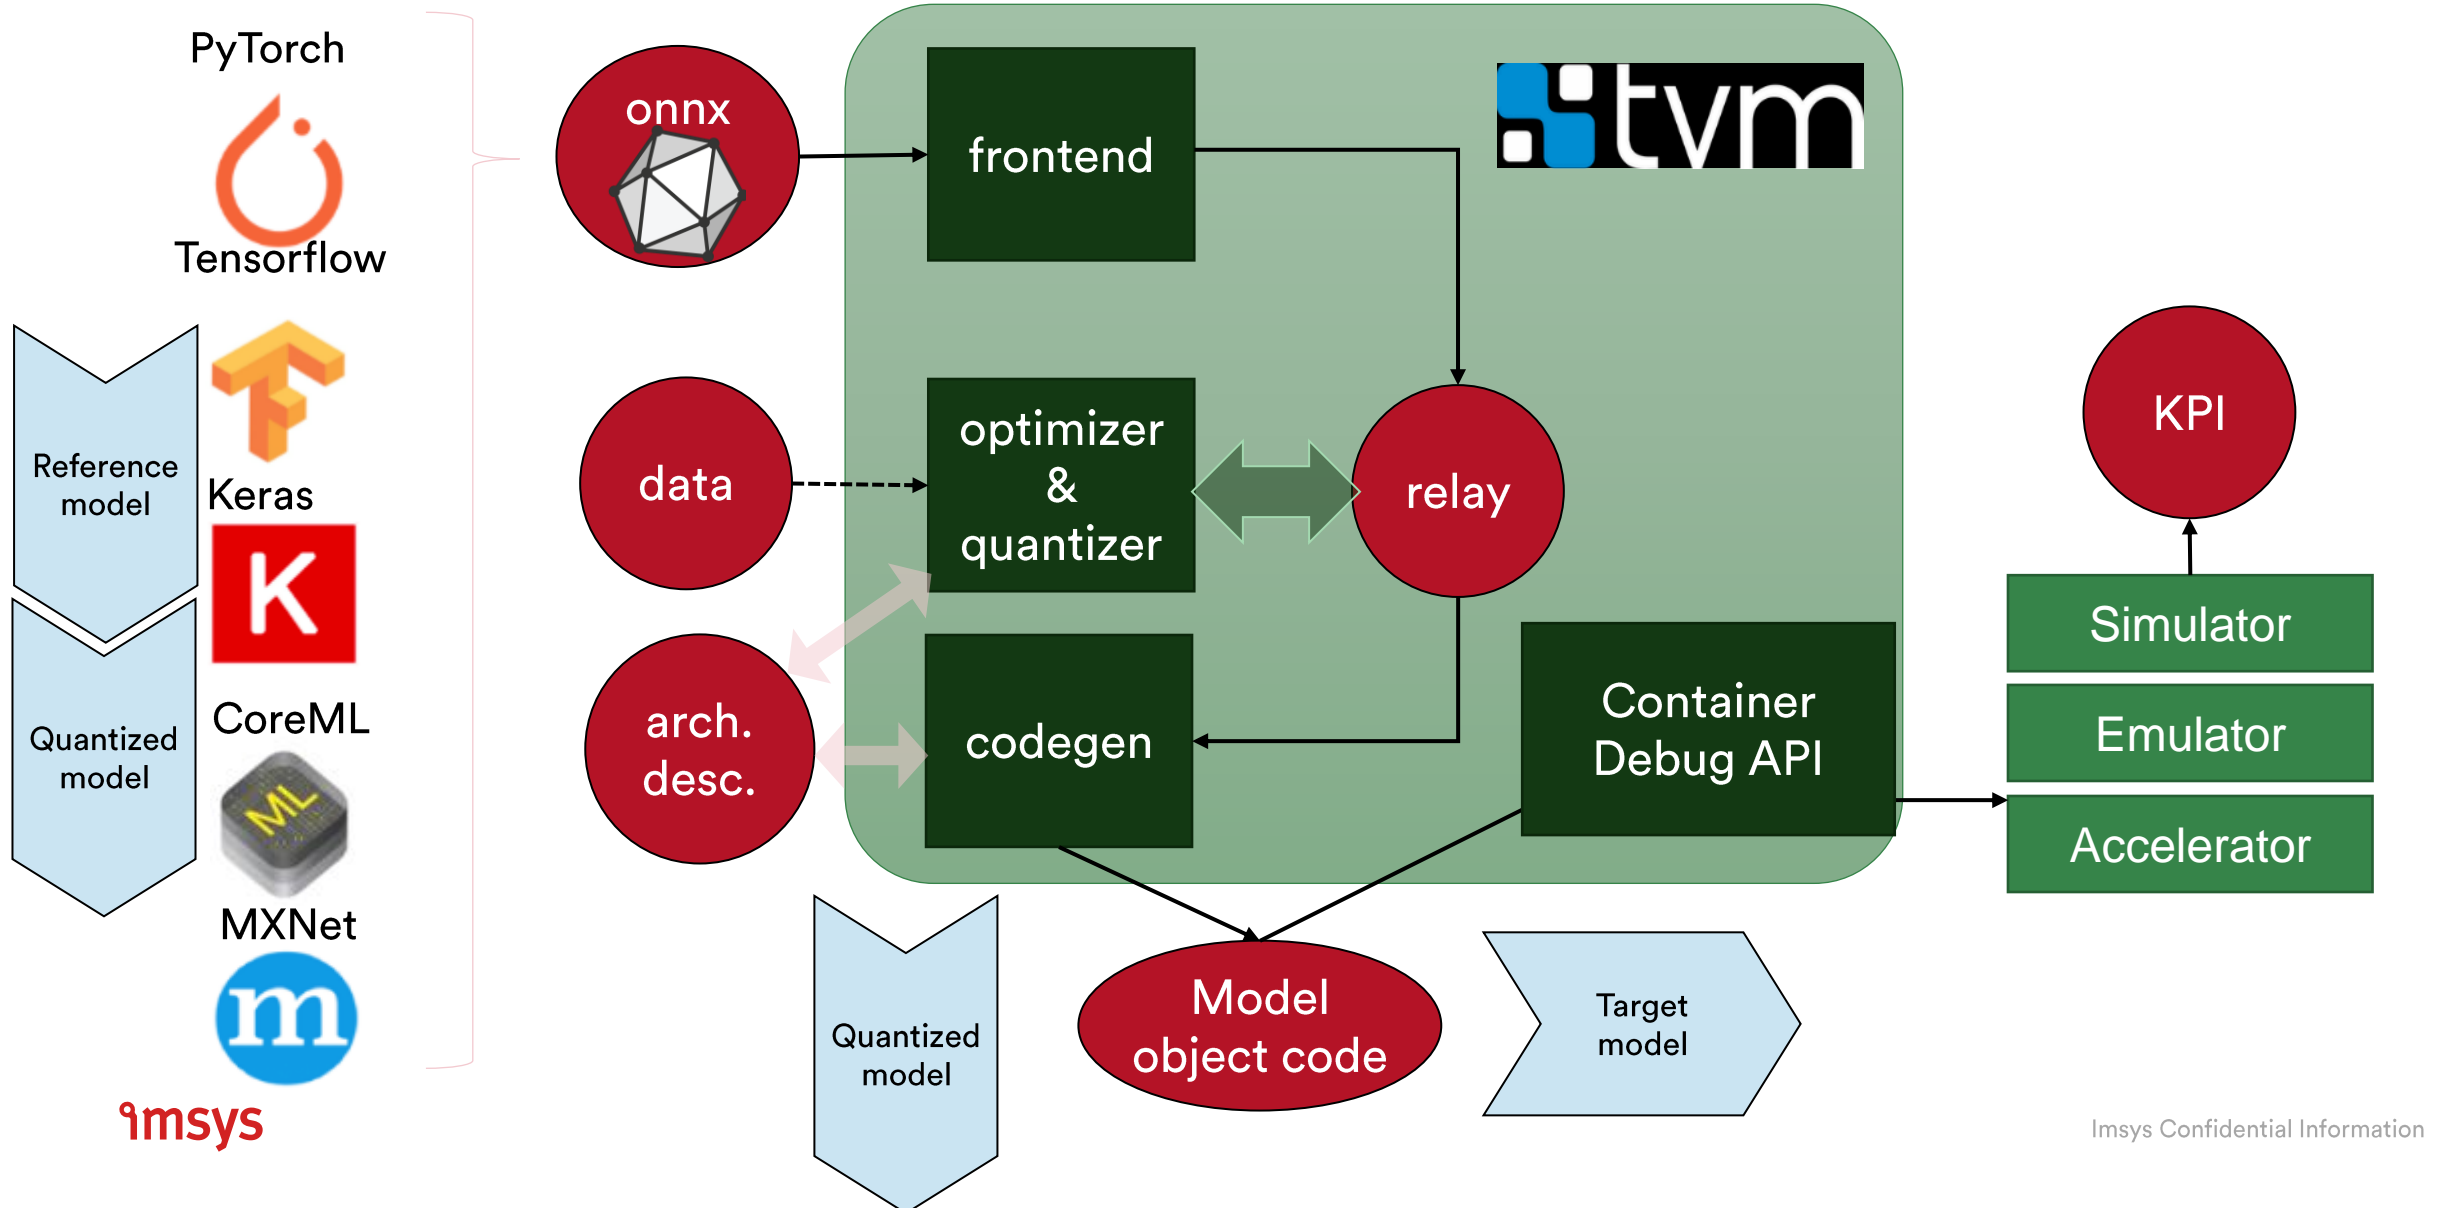 PyTorch
Tensorflow
Reference
model
Keras
K
Quantized
model
CoreML
ML
MXNet
m
imsys
onnx
frontend
tvm
data
optimizer
&
quantizer
relay
arch.
desc.
codegen
Container
Debug API
KPI
Simulator
Emulator
Accelerator
Quantized
model
Model
object code
Target
model
Imsys Confidential Information